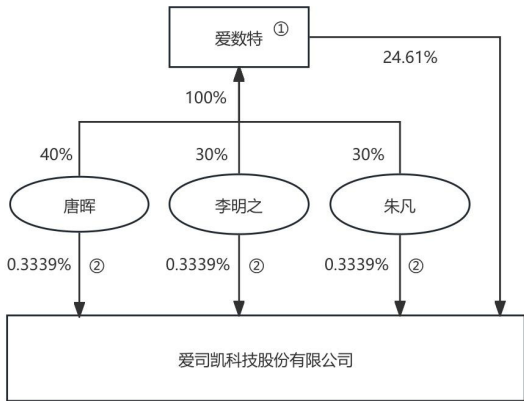 爱数特 ①
24.61%
100%
40% 30% 30%
唐晖 李明之 朱凡
0.3339% ② 0.3339% ② 0.3339% ②
爱司凯科技股份有限公司